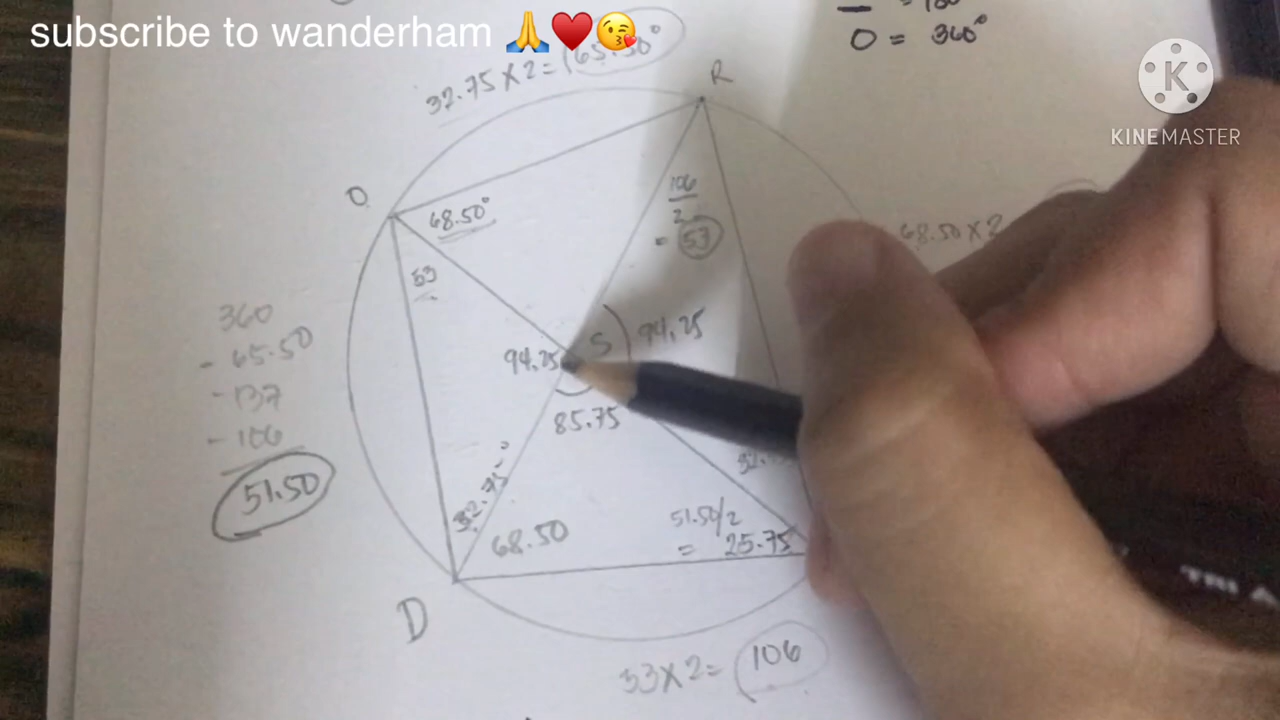 subscribe to wanderham 🙏❤️😘
O = 360°
KINEMASTER
32.75 X 2 = 65.50°
R
O
68.50°
106
2
= 53
68.50 X 2
53
360
- 65.50
- 137
- 106
51.50
S
94.25
94.25
85.75
32.75°
68.50
51.50/2
= 25.75
D
53 X 2 = 106